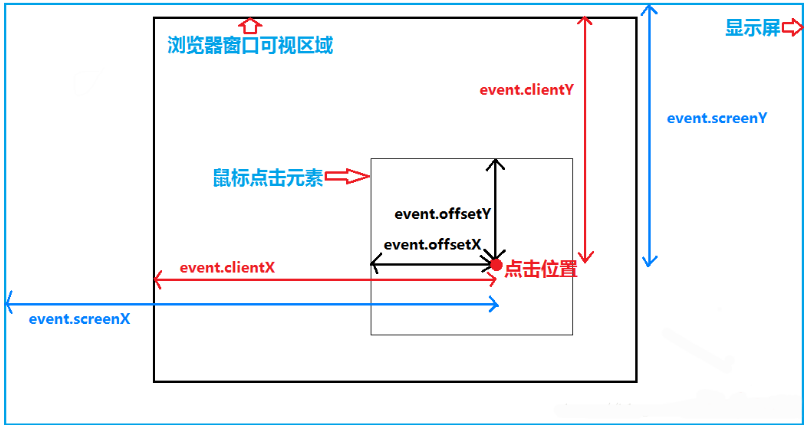 显示屏
浏览器窗口可视区域
event.clientY
event.screenY
鼠标点击元素
event.offsetY
event.offsetX
event.clientX
点击位置
event.screenX